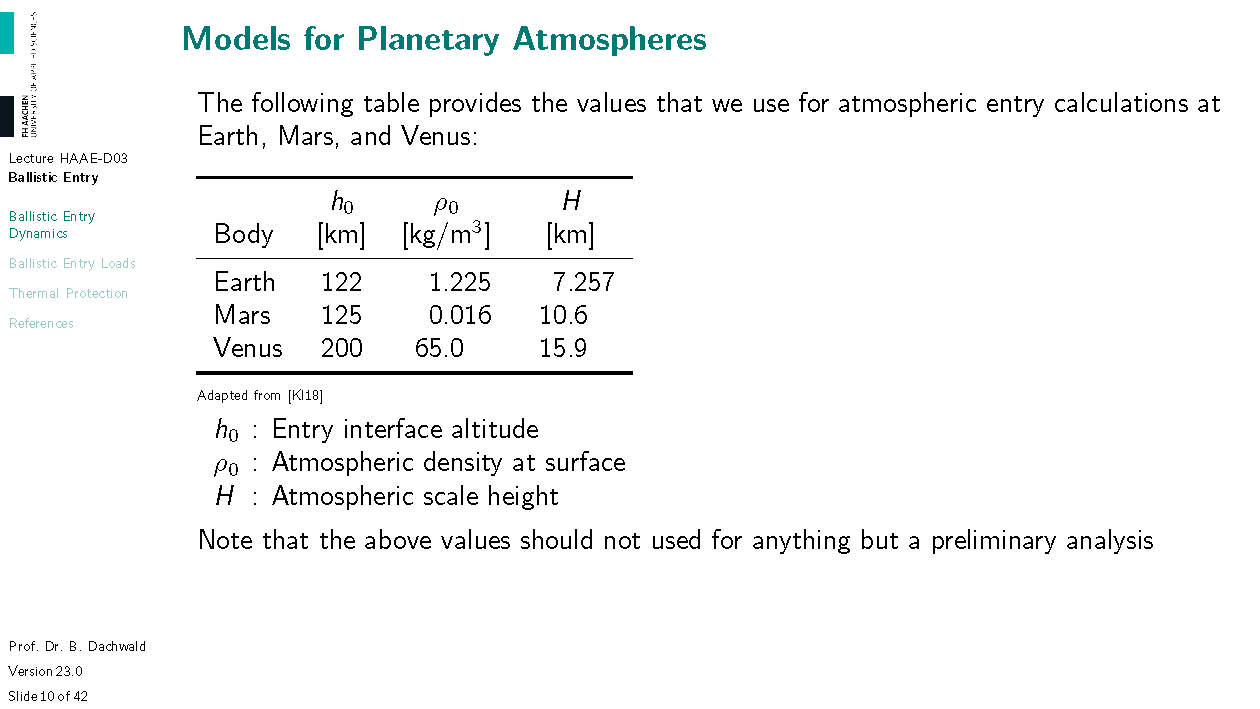 Models for Planetary Atmospheres
FH AACHEN
UNIVERSITY OF APPLIED SCIENCES
Lecture HAAE-D03
Ballistic Entry
Ballistic Entry
Dynamics
Ballistic Entry Loads
Thermal Protection
References
The following table provides the values that we use for atmospheric entry calculations at
Earth, Mars, and Venus:
h₀ ρ₀ H
Body [km] [kg/m³] [km]
Earth 122 1.225 7.257
Mars 125 0.016 10.6
Venus 200 65.0 15.9
Adapted from [Kl18]
h₀ : Entry interface altitude
ρ₀ : Atmospheric density at surface
H : Atmospheric scale height
Note that the above values should not used for anything but a preliminary analysis
Prof. Dr. B. Dachwald
Version 23.0
Slide 10 of 42